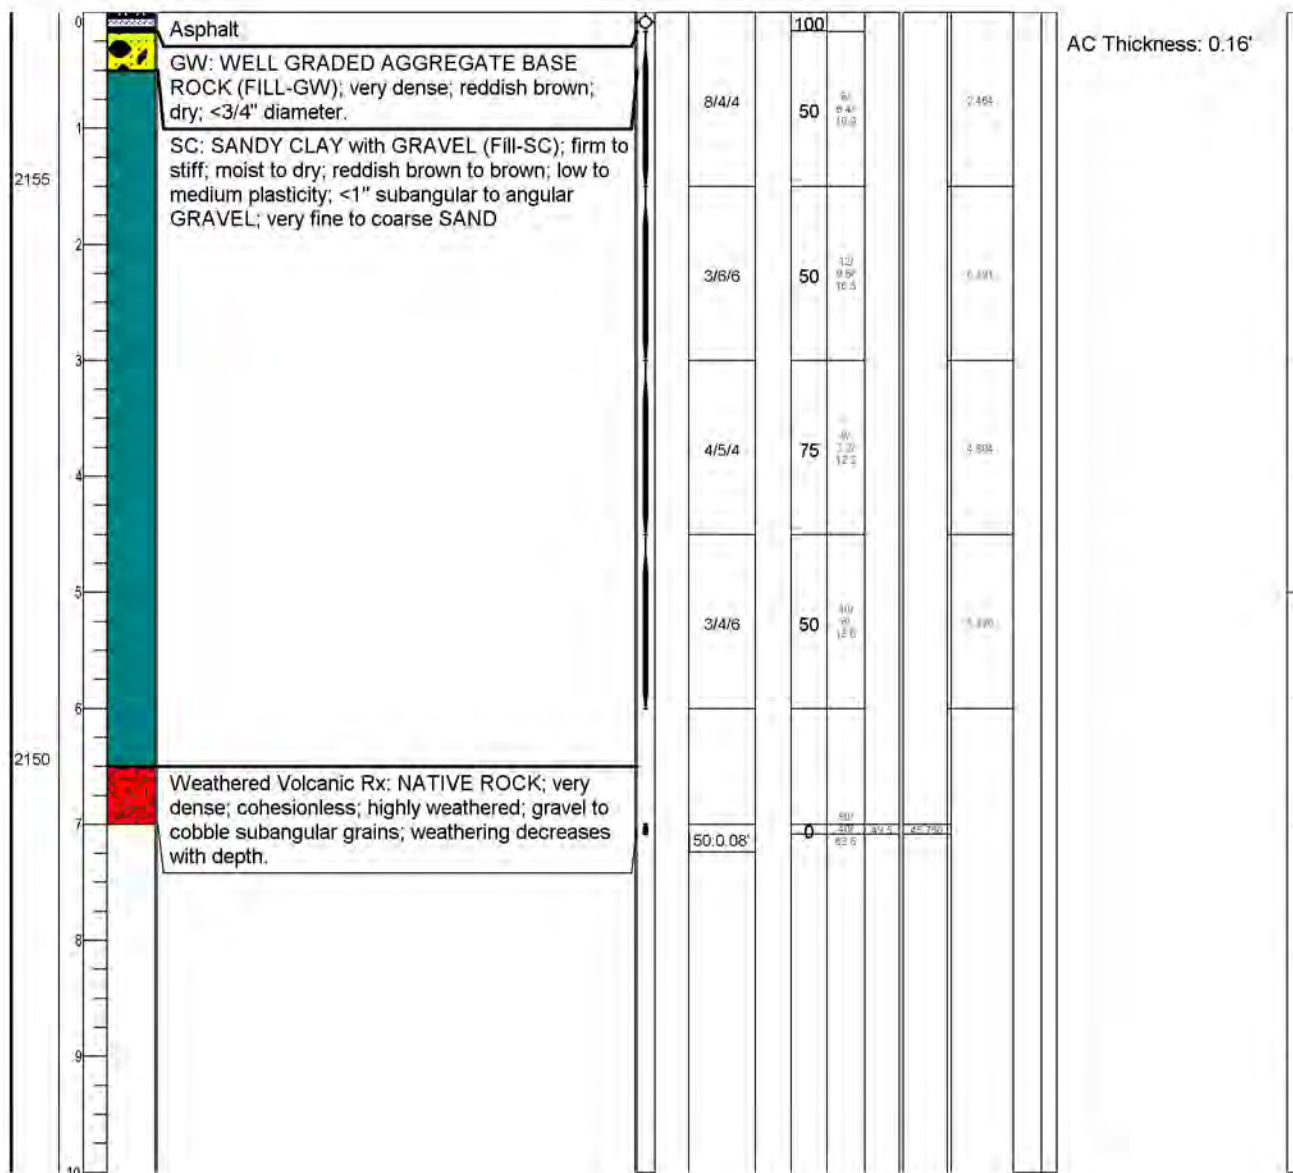 0
Asphalt
100
AC Thickness: 0.16'
GW: WELL GRADED AGGREGATE BASE
ROCK (FILL-GW); very dense; reddish brown;
dry; <3/4" diameter.
8/4/4
50
2.464
1
SC: SANDY CLAY with GRAVEL (Fill-SC); firm to
stiff; moist to dry; reddish brown to brown; low to
medium plasticity; <1" subangular to angular
GRAVEL; very fine to coarse SAND
2155
2
3/6/6
50
3
4/5/4
75
4
5
3/4/6
50
6
2150
Weathered Volcanic Rx: NATIVE ROCK; very
dense; cohesionless; highly weathered; gravel to
cobble subangular grains; weathering decreases
with depth.
7
50:0.08'
0
8
9
10